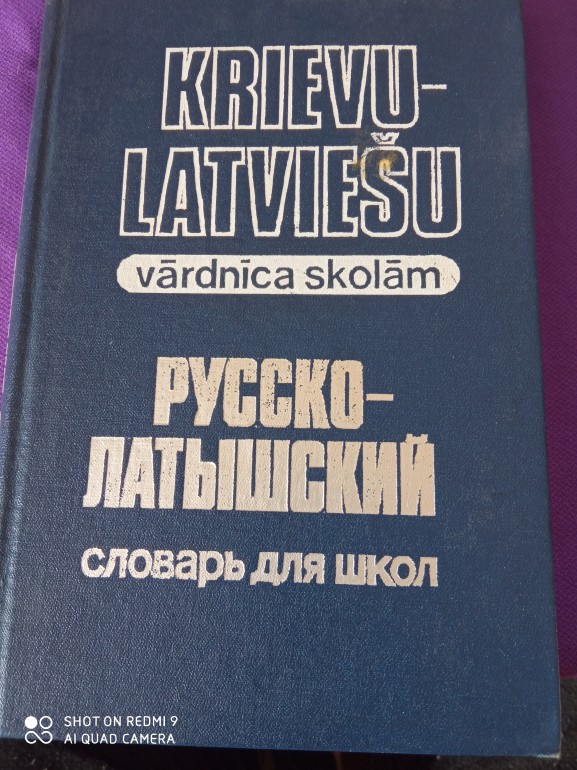 KRIEVU-
LATVIEŠU
vārdnīca skolām
РУССКО-
ЛАТЫШСКИЙ
словарь для школ
SHOT ON REDMI 9
AI QUAD CAMERA